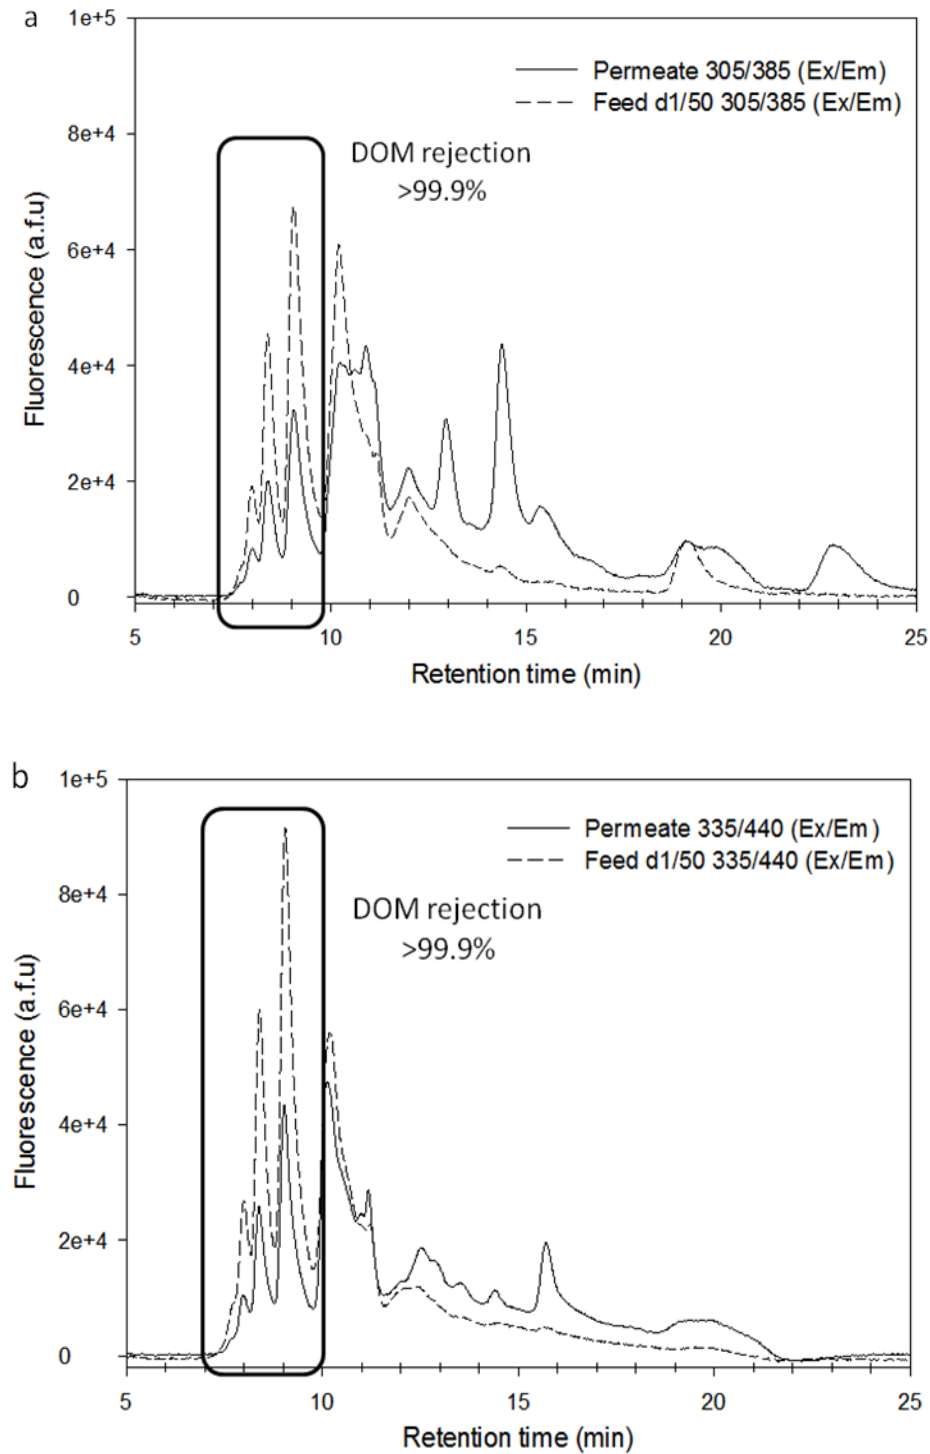 a
1e+5
8e+4
6e+4
4e+4
2e+4
0
Fluorescence (a.f.u)
Permeate 305/385 (Ex/Em)
Feed d1/50 305/385 (Ex/Em)
DOM rejection
>99.9%
5 10 15 20 25
Retention time (min)
b
1e+5
8e+4
6e+4
4e+4
2e+4
0
Fluorescence (a.f.u)
Permeate 335/440 (Ex/Em)
Feed d1/50 335/440 (Ex/Em)
DOM rejection
>99.9%
5 10 15 20 25
Retention time (min)